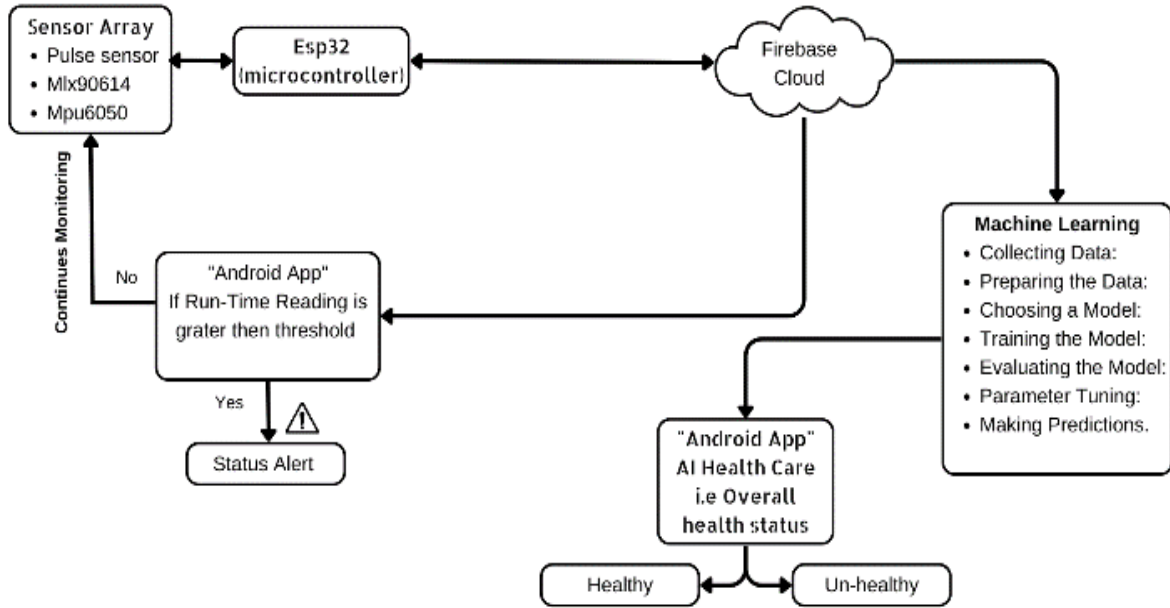 Sensor Array
• Pulse sensor
• Mlx90614
• Mpu6050
Esp32
(microcontroller)
Firebase
Cloud
Continues Monitoring
No
"Android App"
If Run-Time Reading is
grater then threshold
Yes
Status Alert
Machine Learning
• Collecting Data:
• Preparing the Data:
• Choosing a Model:
• Training the Model:
• Evaluating the Model:
• Parameter Tuning:
• Making Predictions.
"Android App"
AI Health Care
i.e Overall
health status
Healthy
Un-healthy